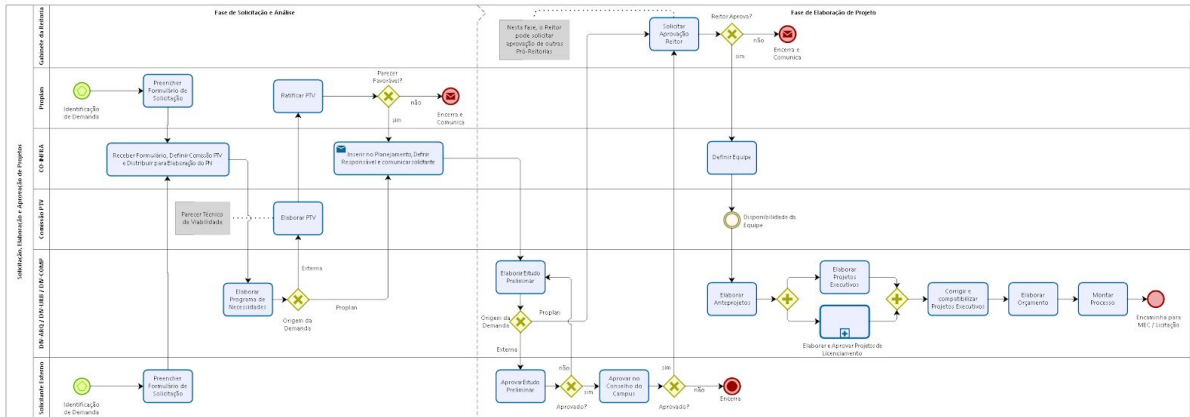 Fase de Solicitação e Análise
Fase de Elaboração de Projeto
Solicitação, Elaboração e Aprovação de Projetos
Gabinete da Reitoria
Nesta fase, o Reitor
pode solicitar
aprovação de outras
Pró-Reitorias
Solicitar
Aprovação
Reitor
Reitor Aprova?
não
sim
Encerra e
Comunica
Proplan
Identificação
de Demanda
Preencher
Formulário de
Solicitação
Ratificar PTV
Parecer
Favorável?
não
sim
Encerra e
Comunica
CO-INFRA
Receber Formulário, Definir Comissão PTV
e Distribuir para Elaboração do PN
Inserir no Planejamento, Definir
Responsável e comunicar solicitante
Definir Equipe
Comissão PTV
Parecer Técnico
de Viabilidade
Elaborar PTV
Disponibilidade da
Equipe
DIV-ARQ / DIV-URB / DIV-COMP
Elaborar
Programa de
Necessidades
Externa
Proplan
Origem da
Demanda
Elaborar Estudo
Preliminar
Origem da
Demanda
Proplan
Externa
Elaborar
Anteprojetos
Elaborar
Projetos
Executivos
Elaborar e Aprovar Projetos de
Licenciamento
Corrigir e
compatibilizar
Projetos Executivos
Elaborar
Orçamento
Montar
Processo
Encaminha para
MEC / Licitação
Solicitante Externo
Identificação
de Demanda
Preencher
Formulário de
Solicitação
Aprovar Estudo
Preliminar
não
sim
Aprovado?
Aprovar no
Conselho do
Campus
sim
não
Aprovado?
Encerra